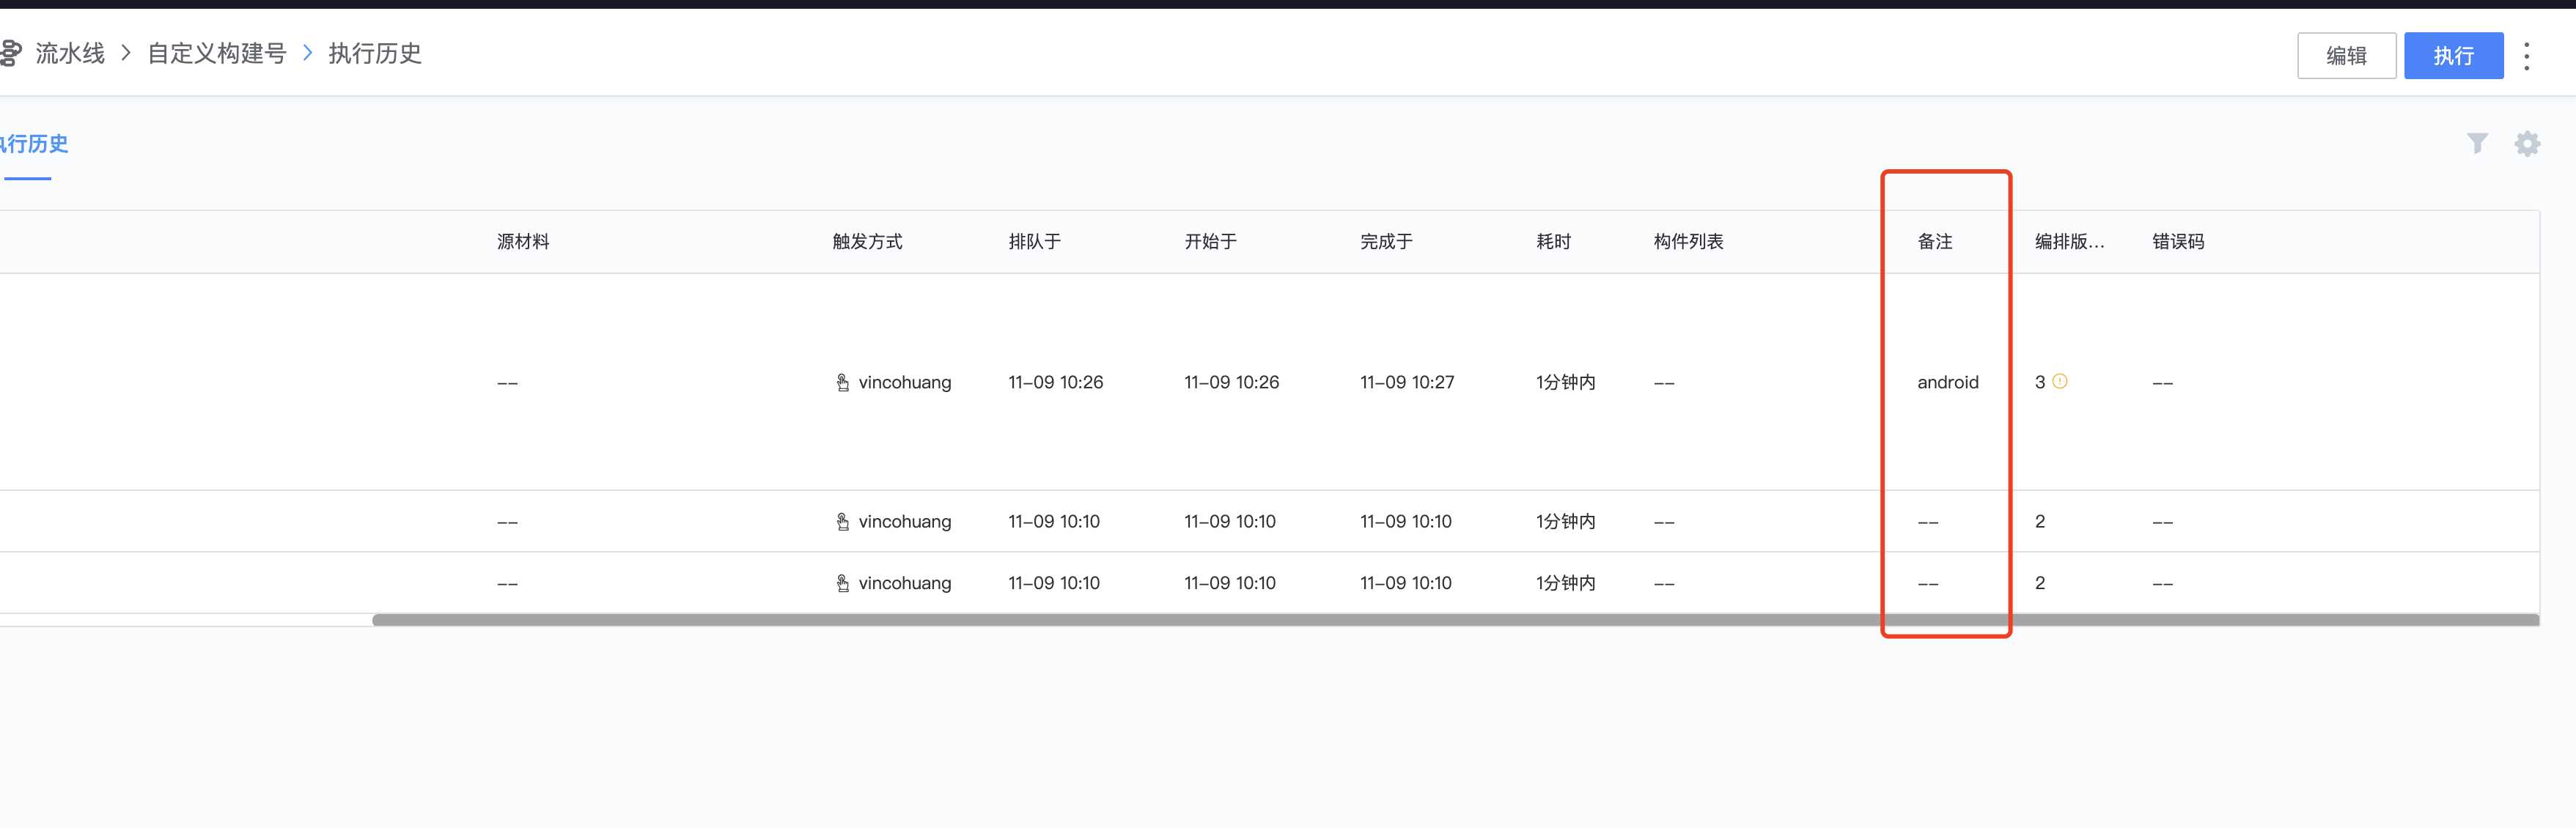 流水线 > 自定义构建号 > 执行历史
编辑 执行
执行历史
源材料 触发方式 排队于 开始于 完成于 耗时 构件列表 备注 编排版... 错误码
-- vincohuang 11-09 10:26 11-09 10:26 11-09 10:27 1分钟内 -- android 3 --
-- vincohuang 11-09 10:10 11-09 10:10 11-09 10:10 1分钟内 -- -- 2 --
-- vincohuang 11-09 10:10 11-09 10:10 11-09 10:10 1分钟内 -- -- 2 --